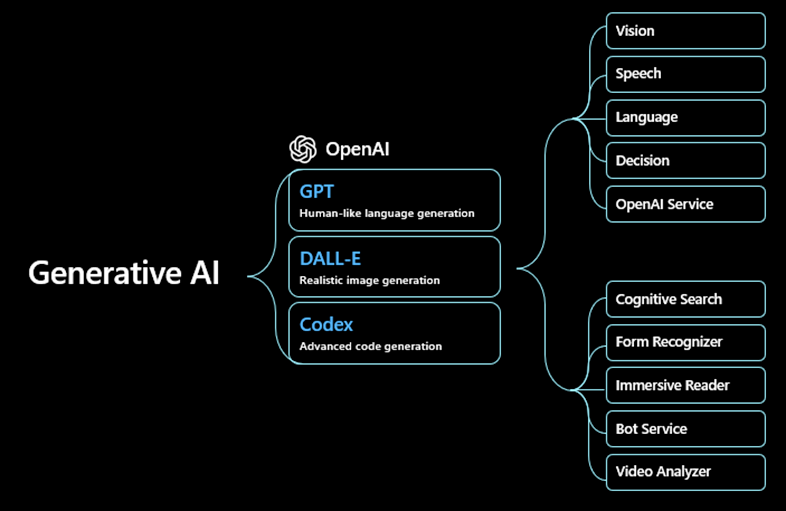 Generative AI
OpenAI
GPT
Human-like language generation
DALL-E
Realistic image generation
Codex
Advanced code generation
Vision
Speech
Language
Decision
OpenAI Service
Cognitive Search
Form Recognizer
Immersive Reader
Bot Service
Video Analyzer